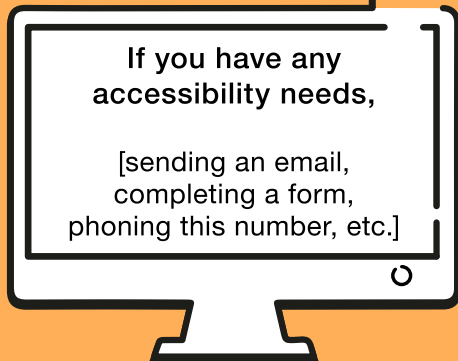 If you have any
accessibility needs,
[sending an email,
completing a form,
phoning this number, etc.]